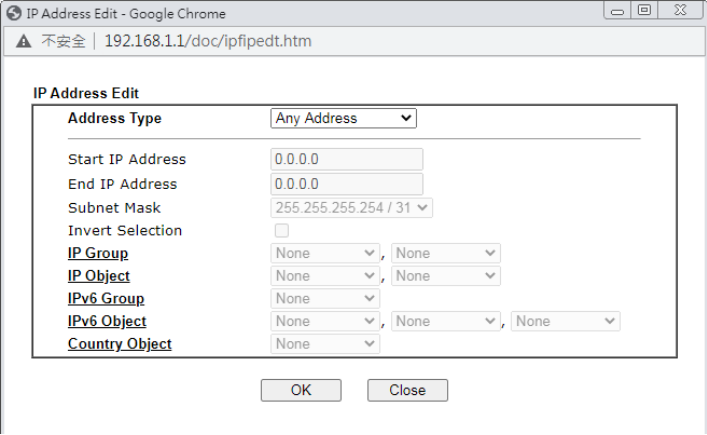 IP Address Edit - Google Chrome
不安全 | 192.168.1.1/doc/ipfipedt.htm
IP Address Edit
Address Type Any Address
Start IP Address 0.0.0.0
End IP Address 0.0.0.0
Subnet Mask 255.255.255.254 / 31
Invert Selection
IP Group None , None
IP Object None , None
IPv6 Group None
IPv6 Object None , None , None
Country Object None
OK Close